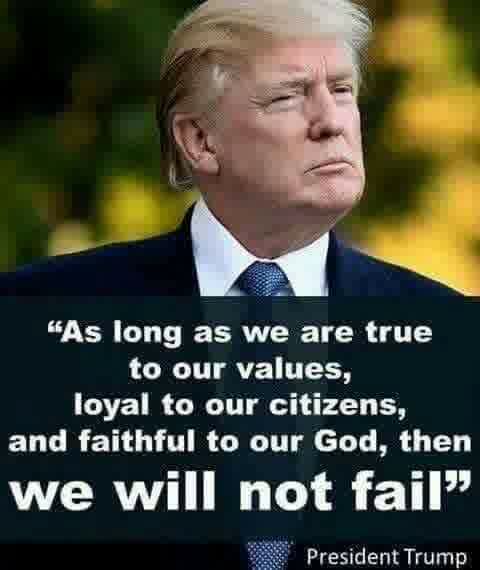 “As long as we are true
to our values,
loyal to our citizens,
and faithful to our God, then
we will not fail”
President Trump